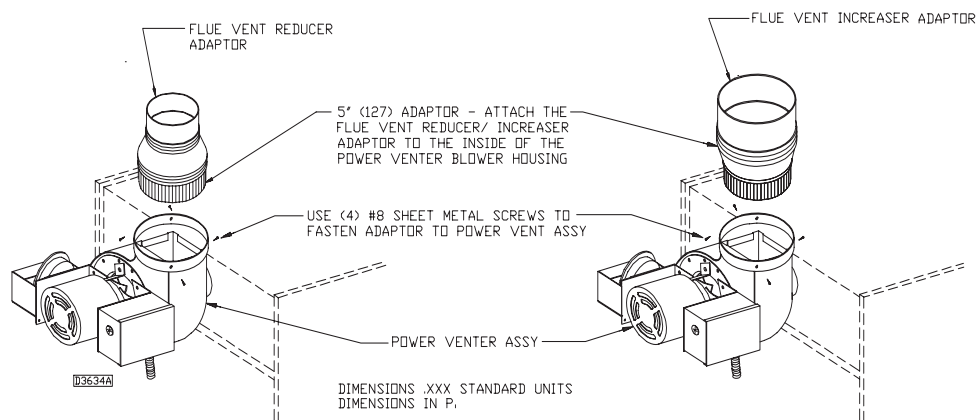 FLUE VENT REDUCER
ADAPTOR
FLUE VENT INCREASER ADAPTOR
5" (127) ADAPTOR - ATTACH THE
FLUE VENT REDUCER/ INCREASER
ADAPTOR TO THE INSIDE OF THE
POWER VENTER BLOWER HOUSING
USE (4) #8 SHEET METAL SCREWS TO
FASTEN ADAPTOR TO POWER VENT ASSY
POWER VENTER ASSY
D3634A
DIMENSIONS .XXX STANDARD UNITS
DIMENSIONS IN